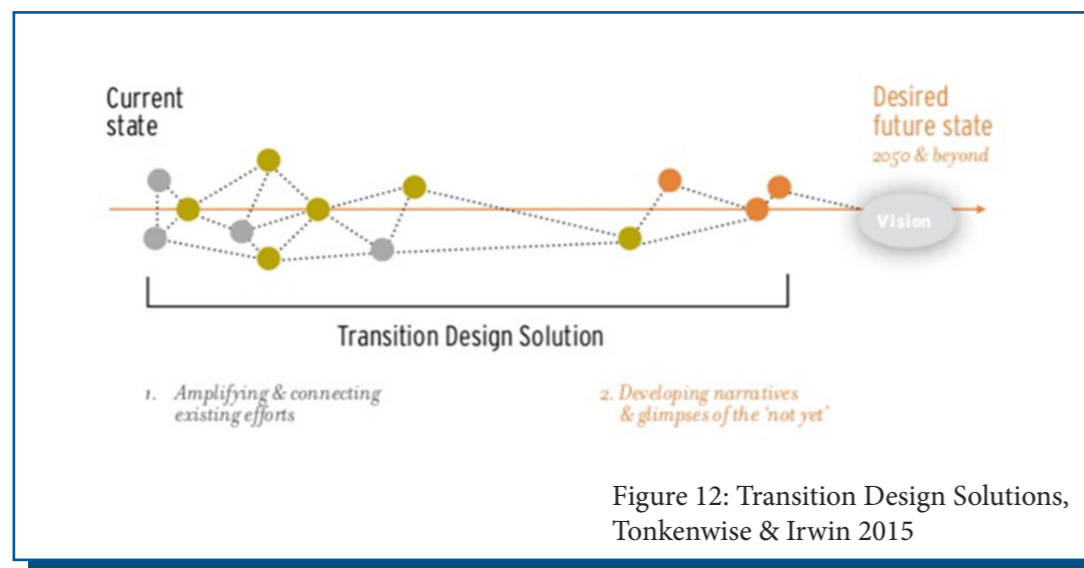 Current
state
Desired
future state
2050 & beyond
Vision
Transition Design Solution
1. Amplifying & connecting
existing efforts
2. Developing narratives
& glimpses of the 'not yet'
Figure 12: Transition Design Solutions,
Tonkenwise & Irwin 2015